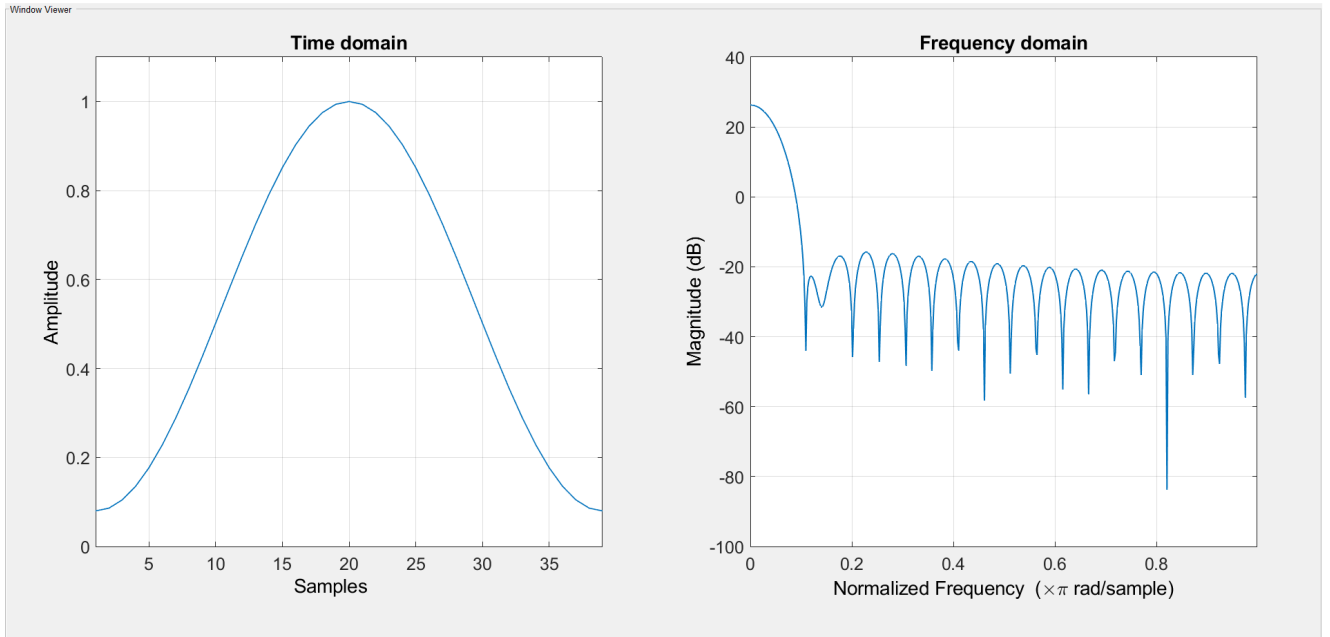 Window Viewer
Time domain
1
0.8
0.6
0.4
0.2
0
Amplitude
5 10 15 20 25 30 35
Samples
Frequency domain
40
20
0
-20
-40
-60
-80
-100
Magnitude (dB)
0 0.2 0.4 0.6 0.8
Normalized Frequency (×π rad/sample)